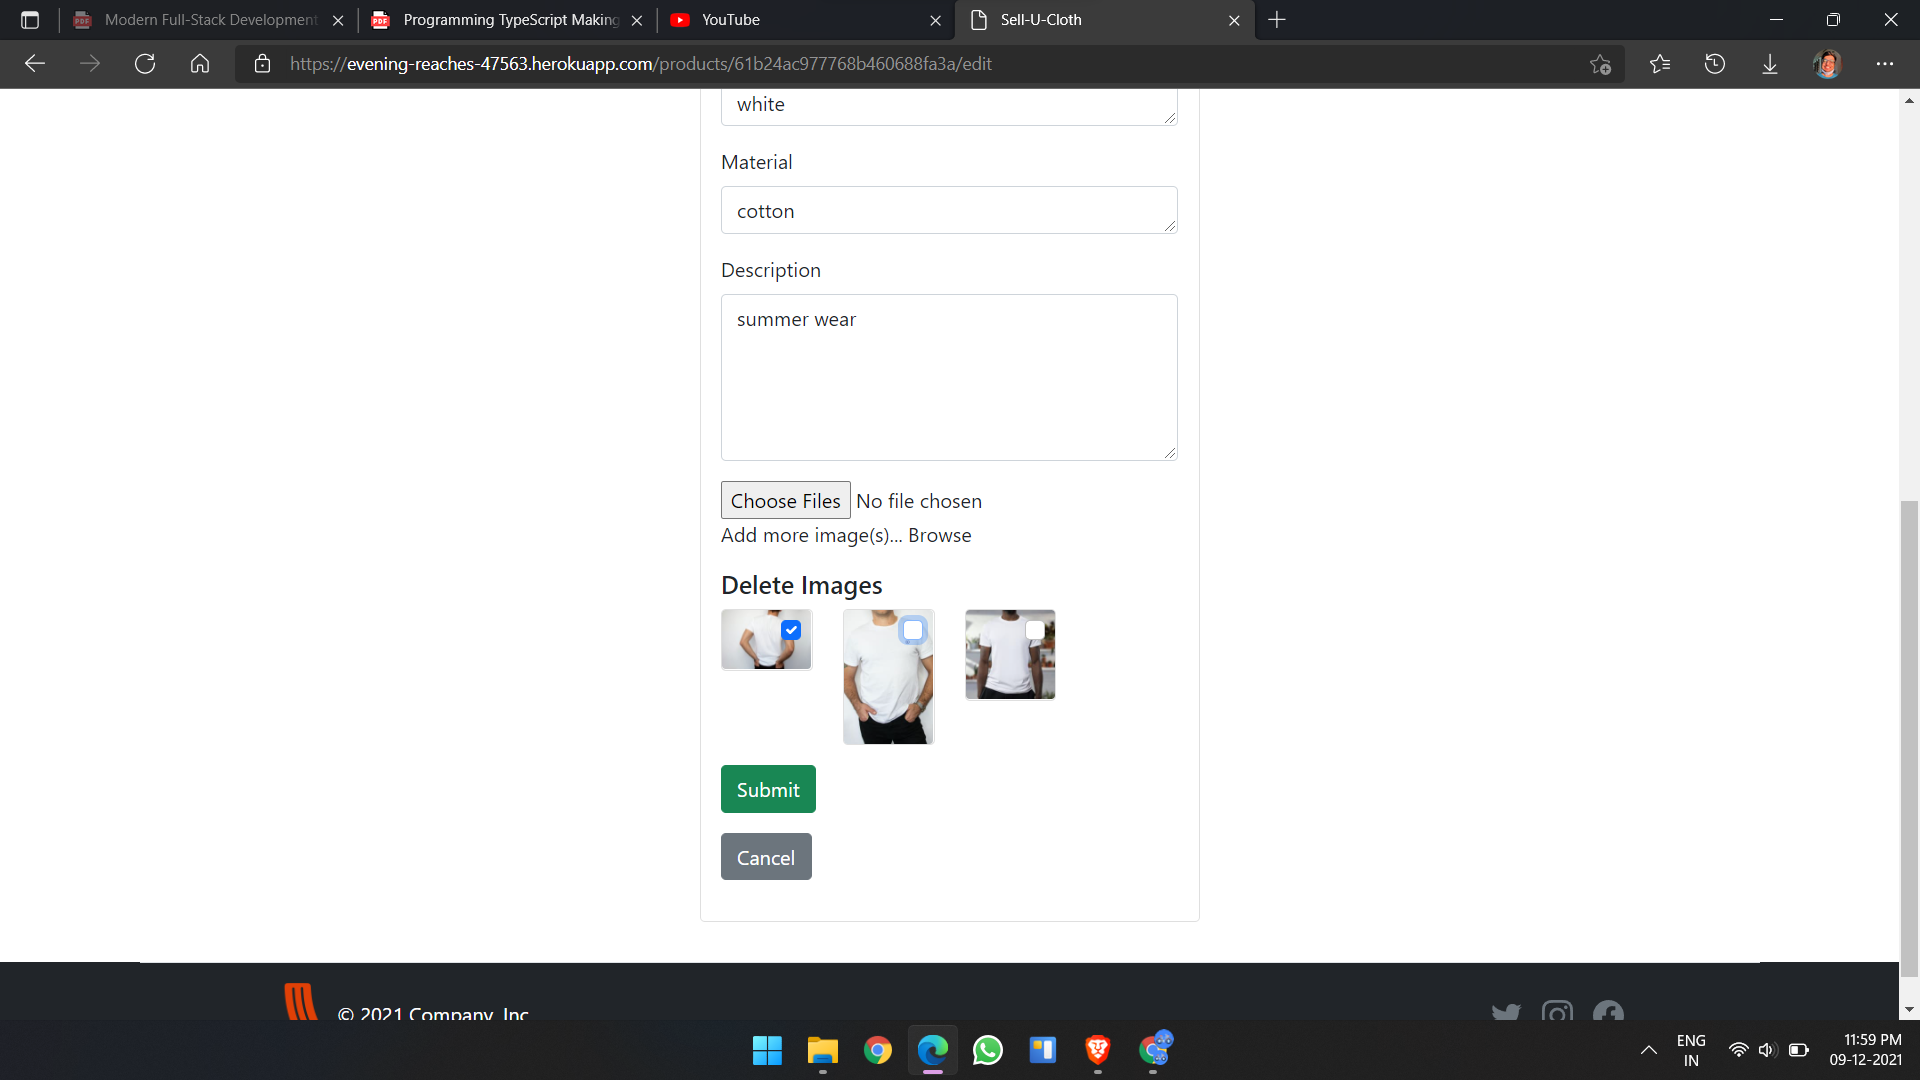 Modern Full-Stack Development
Programming TypeScript Making
YouTube
Sell-U-Cloth
https://evening-reaches-47563.herokuapp.com/products/61b24ac977768b460688fa3a/edit
white
Material
cotton
Description
summer wear
Choose Files No file chosen
Add more image(s)... Browse
Delete Images
Submit
Cancel
© 2021 Company, Inc
ENG
IN
11:59 PM
09-12-2021